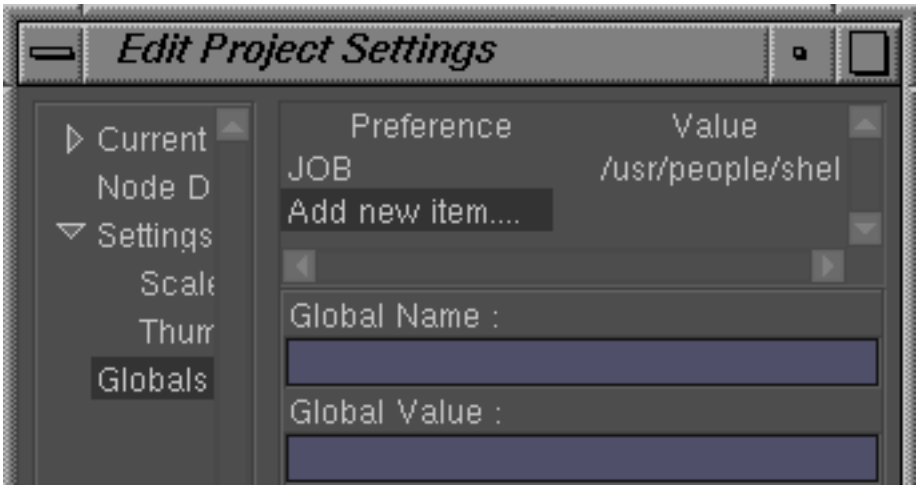 Edit Project Settings
Current
Node D
Settings
Scale
Thum
Globals
Preference Value
JOB /usr/people/shel
Add new item....
Global Name :
Global Value :